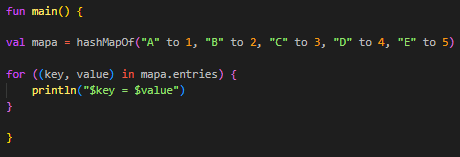 fun main() {
val mapa = hashMapOf("A" to 1, "B" to 2, "C" to 3, "D" to 4, "E" to 5)
for ((key, value) in mapa.entries) {
println("$key = $value")
}
}